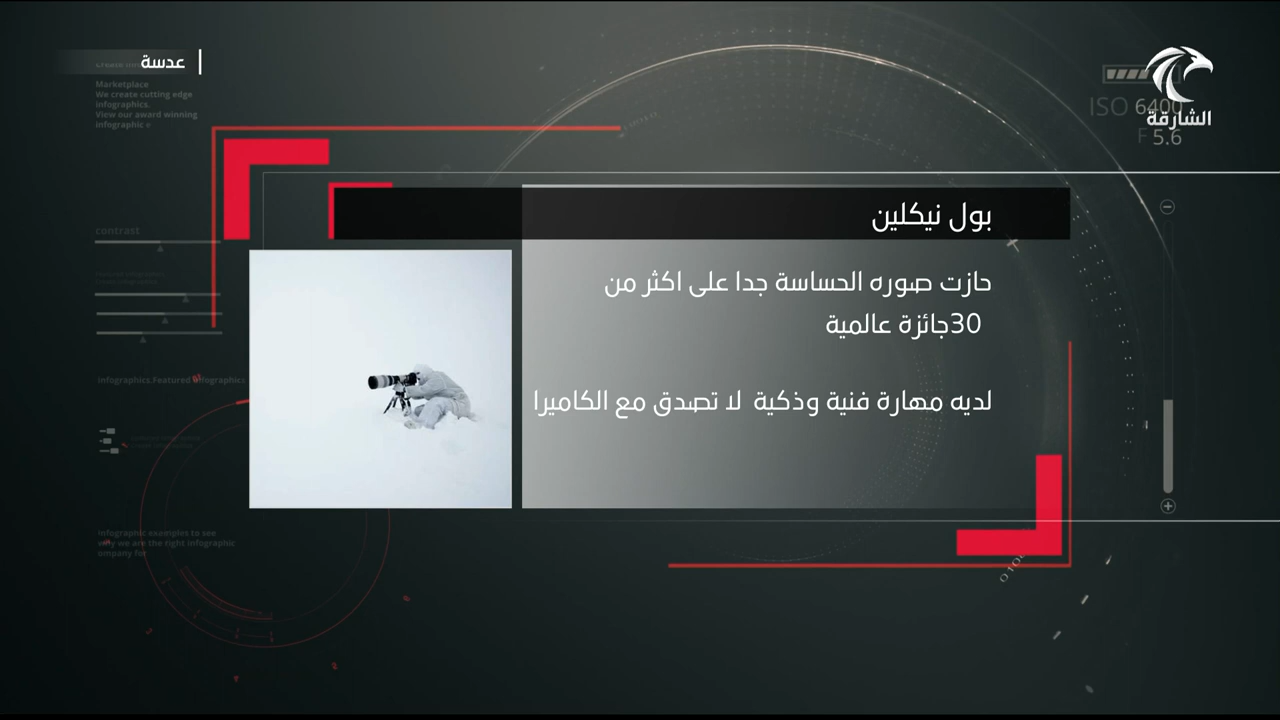 عدسة
Marketplace
We create cutting edge
infographics.
View our award winning
infographic »
ISO 6400
الشارقة
F 5.6
بول نيكلين
حازت صوره الحساسة جدا على اكثر من
30جائزة عالمية
لديه مهارة فنية وذكية لا تصدق مع الكاميرا
contrast
infographics.Featured infographics
infographic examples to see
why we are the right infographic
ompany for